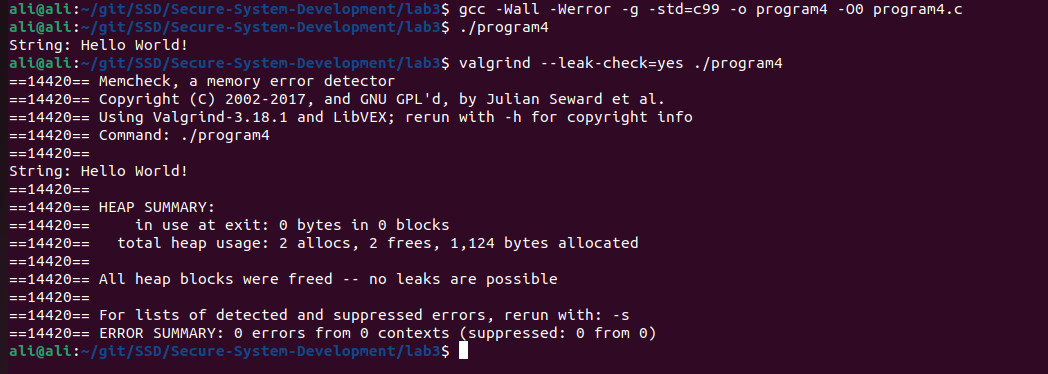 ali@ali:~/git/SSD/Secure-System-Development/lab3$ gcc -Wall -Werror -g -std=c99 -o program4 -O0 program4.c
ali@ali:~/git/SSD/Secure-System-Development/lab3$ ./program4
String: Hello World!
ali@ali:~/git/SSD/Secure-System-Development/lab3$ valgrind --leak-check=yes ./program4
==14420== Memcheck, a memory error detector
==14420== Copyright (C) 2002-2017, and GNU GPL'd, by Julian Seward et al.
==14420== Using Valgrind-3.18.1 and LibVEX; rerun with -h for copyright info
==14420== Command: ./program4
==14420==
String: Hello World!
==14420==
==14420== HEAP SUMMARY:
==14420==     in use at exit: 0 bytes in 0 blocks
==14420==   total heap usage: 2 allocs, 2 frees, 1,124 bytes allocated
==14420==
==14420== All heap blocks were freed -- no leaks are possible
==14420==
==14420== For lists of detected and suppressed errors, rerun with: -s
==14420== ERROR SUMMARY: 0 errors from 0 contexts (suppressed: 0 from 0)
ali@ali:~/git/SSD/Secure-System-Development/lab3$